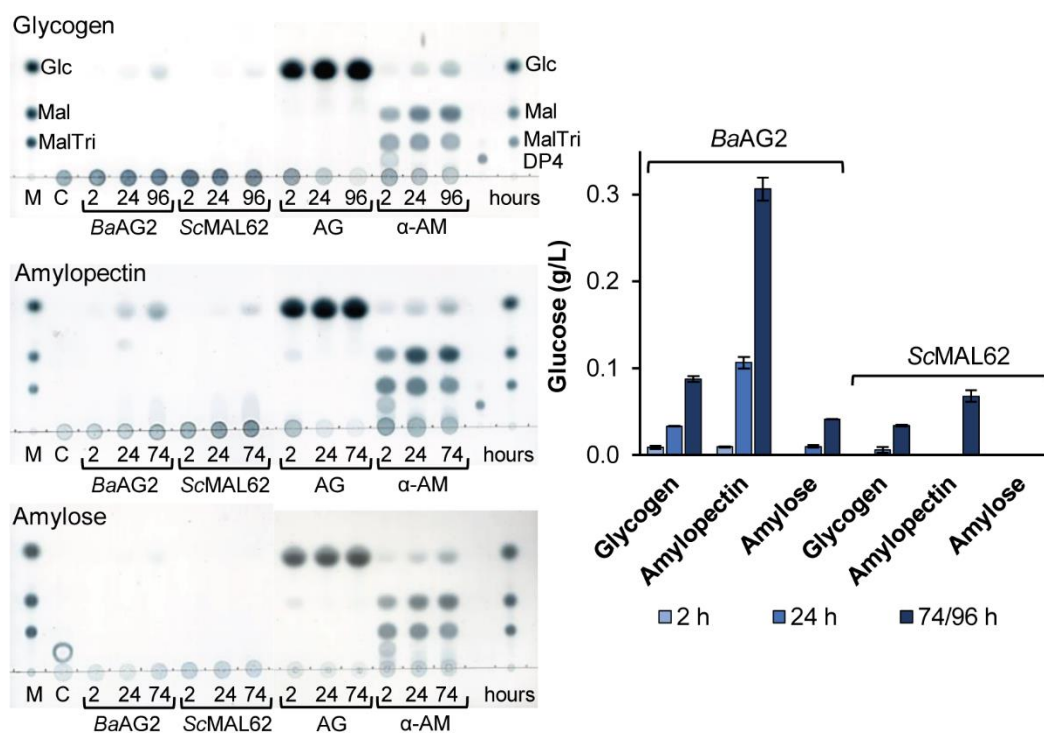 Glycogen
Glc
Mal
MalTri
Glc
Mal
MalTri
DP4
M C 2 24 96 2 24 96 2 24 96 2 24 96 hours
BaAG2 ScMAL62 AG α-AM
Amylopectin
M C 2 24 74 2 24 74 2 24 74 2 24 74 hours
BaAG2 ScMAL62 AG α-AM
Amylose
M C 2 24 74 2 24 74 2 24 74 2 24 74 hours
BaAG2 ScMAL62 AG α-AM
BaAG2
ScMAL62
Glucose (g/L)
0.3
0.2
0.1
0.0
Glycogen
Amylopectin
Amylose
Glycogen
Amylopectin
Amylose
2 h 24 h 74/96 h